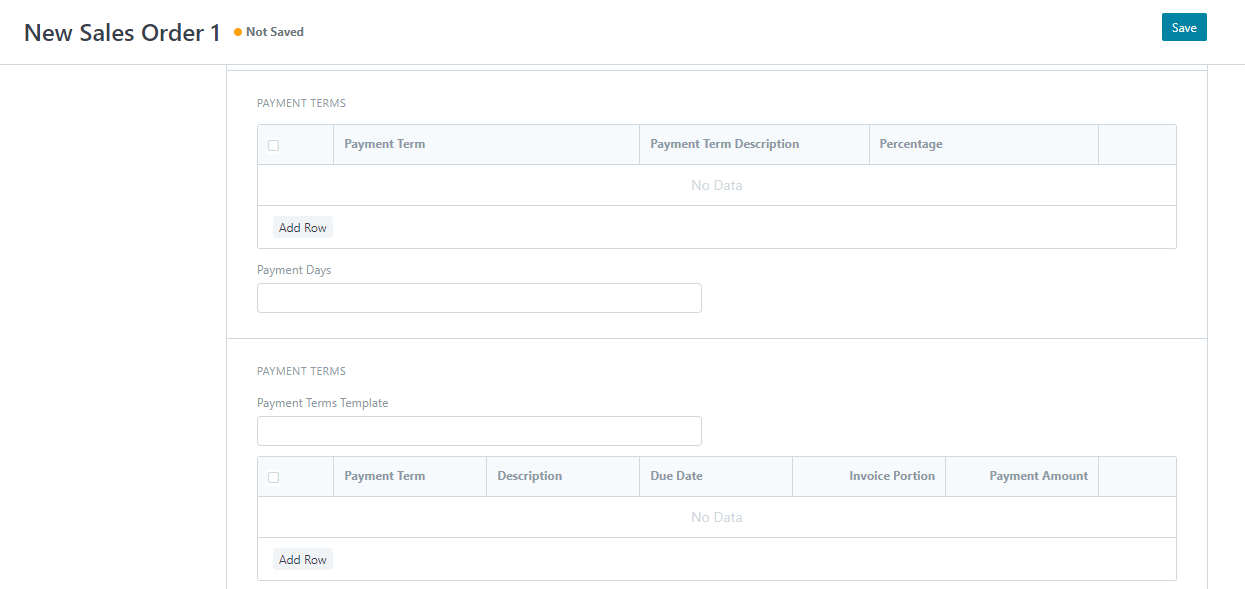 New Sales Order 1 Not Saved Save
PAYMENT TERMS
Payment Term Payment Term Description Percentage
No Data
Add Row
Payment Days
PAYMENT TERMS
Payment Terms Template
Payment Term Description Due Date Invoice Portion Payment Amount
No Data
Add Row